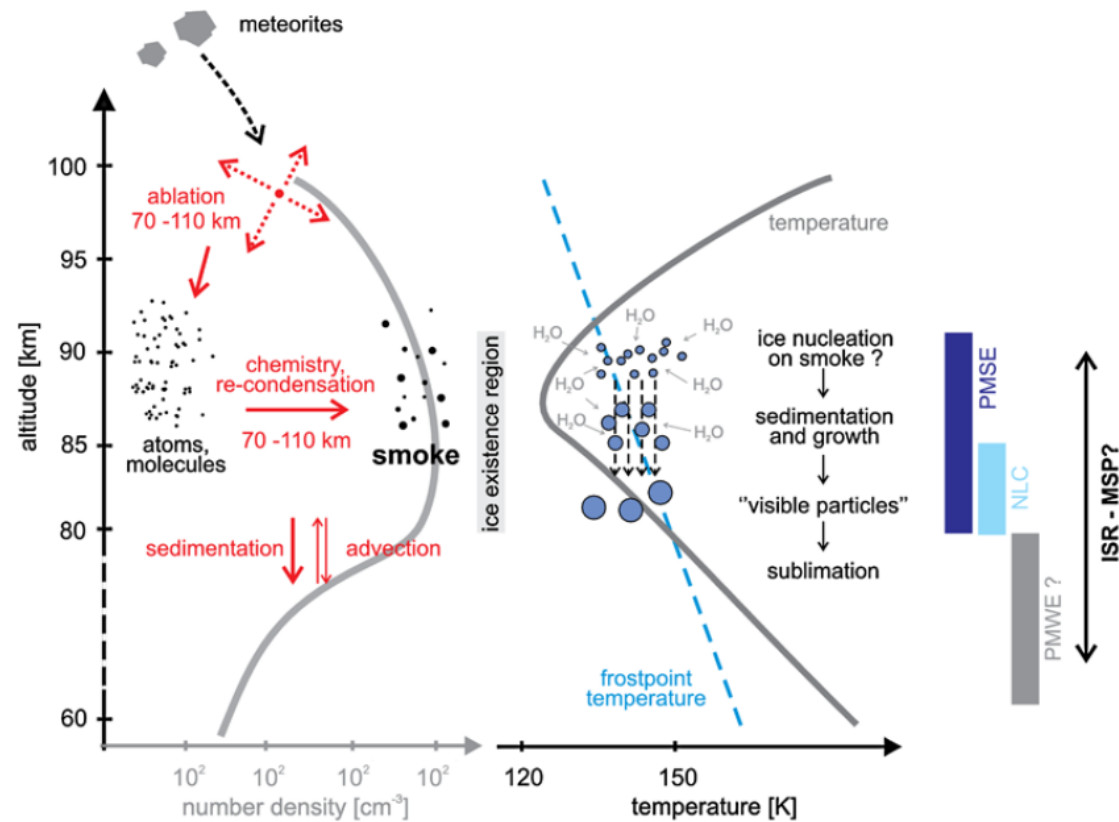 meteorites
100
95
90
85
80
60
altitude [km]
ablation
70 -110 km
atoms,
molecules
chemistry,
re-condensation
70 -110 km
smoke
sedimentation
advection
10²
10²
10²
10²
number density [cm⁻³]
ice existence region
temperature
H₂O
H₂O
H₂O
H₂O
H₂O
H₂O
H₂O
frostpoint
temperature
120
150
temperature [K]
ice nucleation
on smoke ?
sedimentation
and growth
"visible particles"
sublimation
PMSE
NLC
PMWE ?
ISR - MSP?